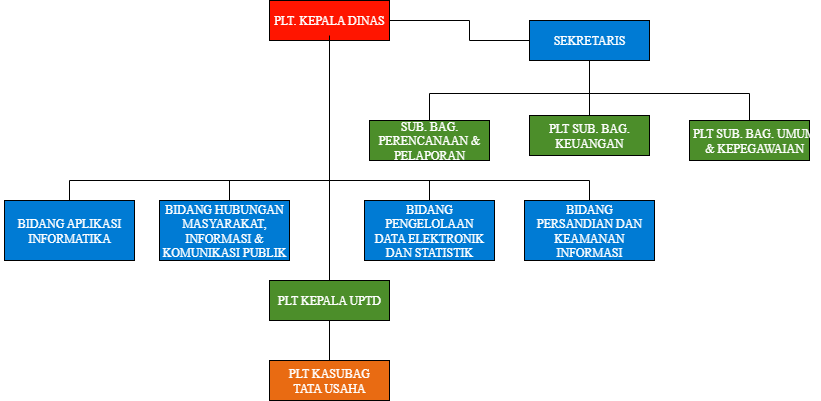 PLT. KEPALA DINAS
SEKRETARIS
SUB. BAG.
PERENCANAAN &
PELAPORAN
PLT SUB. BAG.
KEUANGAN
PLT SUB. BAG. UMUM
& KEPEGAWAIAN
BIDANG APLIKASI
INFORMATIKA
BIDANG HUBUNGAN
MASYARAKAT,
INFORMASI &
KOMUNIKASI PUBLIK
BIDANG
PENGELOLAAN
DATA ELEKTRONIK
DAN STATISTIK
BIDANG
PERSANDIAN DAN
KEAMANAN
INFORMASI
PLT KEPALA UPTD
PLT KASUBAG
TATA USAHA